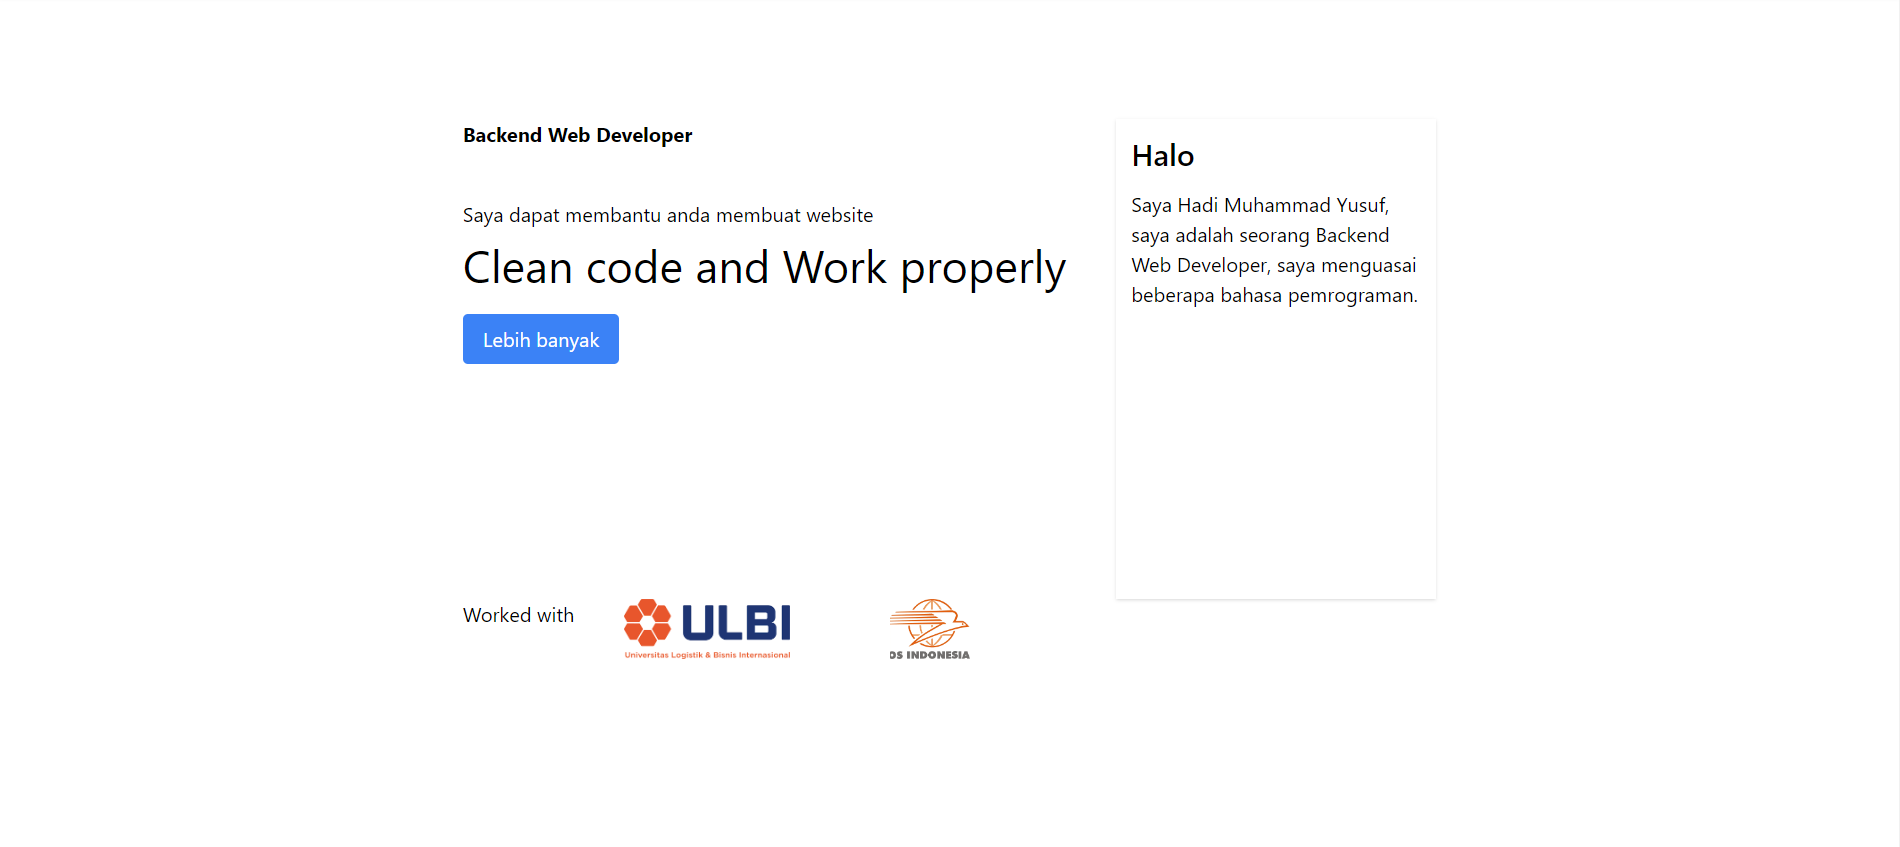 Backend Web Developer
Saya dapat membantu anda membuat website
Clean code and Work properly
Lebih banyak
Halo
Saya Hadi Muhammad Yusuf,
saya adalah seorang Backend
Web Developer, saya menguasai
beberapa bahasa pemrograman.
Worked with
ULBI
Universitas Logistik & Bisnis Internasional
OS INDONESIA